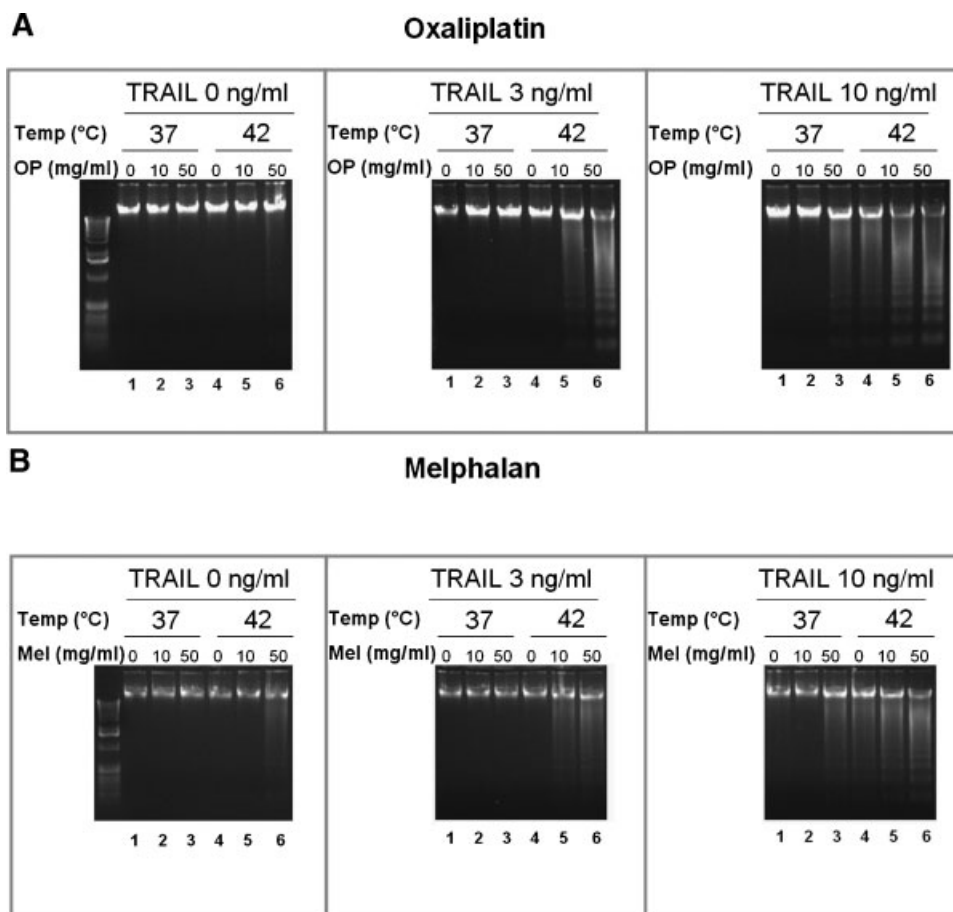 A
Oxaliplatin
TRAIL 0 ng/ml TRAIL 3 ng/ml TRAIL 10 ng/ml
Temp (°C) 37 42 Temp (°C) 37 42 Temp (°C) 37 42
OP (mg/ml) 0 10 50 0 10 50 OP (mg/ml) 0 10 50 0 10 50 OP (mg/ml) 0 10 50 0 10 50
1 2 3 4 5 6 1 2 3 4 5 6 1 2 3 4 5 6
B
Melphalan
TRAIL 0 ng/ml TRAIL 3 ng/ml TRAIL 10 ng/ml
Temp (°C) 37 42 Temp (°C) 37 42 Temp (°C) 37 42
Mel (mg/ml) 0 10 50 0 10 50 Mel (mg/ml) 0 10 50 0 10 50 Mel (mg/ml) 0 10 50 0 10 50
1 2 3 4 5 6 1 2 3 4 5 6 1 2 3 4 5 6